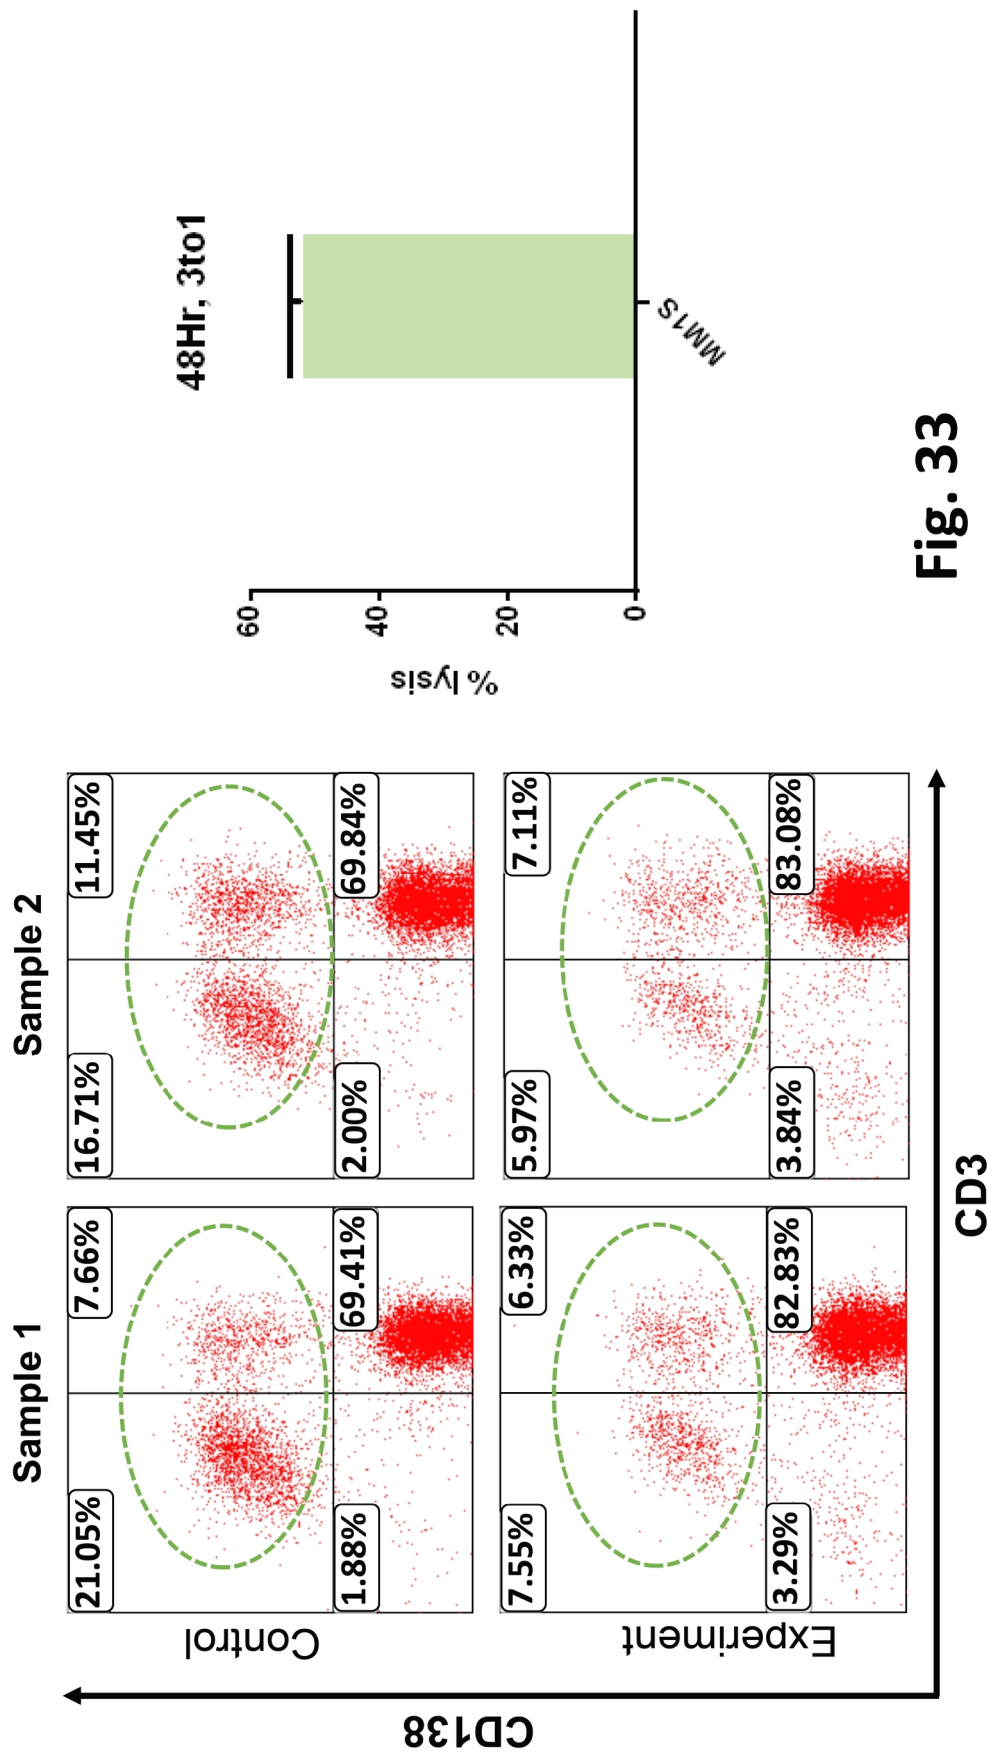 Sample 1
Sample 2
Control
21.05%
7.66%
1.88%
69.41%
16.71%
11.45%
2.00%
69.84%
Experiment
7.55%
6.33%
3.29%
82.83%
5.97%
7.11%
3.84%
83.08%
CD138
CD3
48Hr, 3to1
% lysis
60
40
20
0
MM1S
Fig. 33